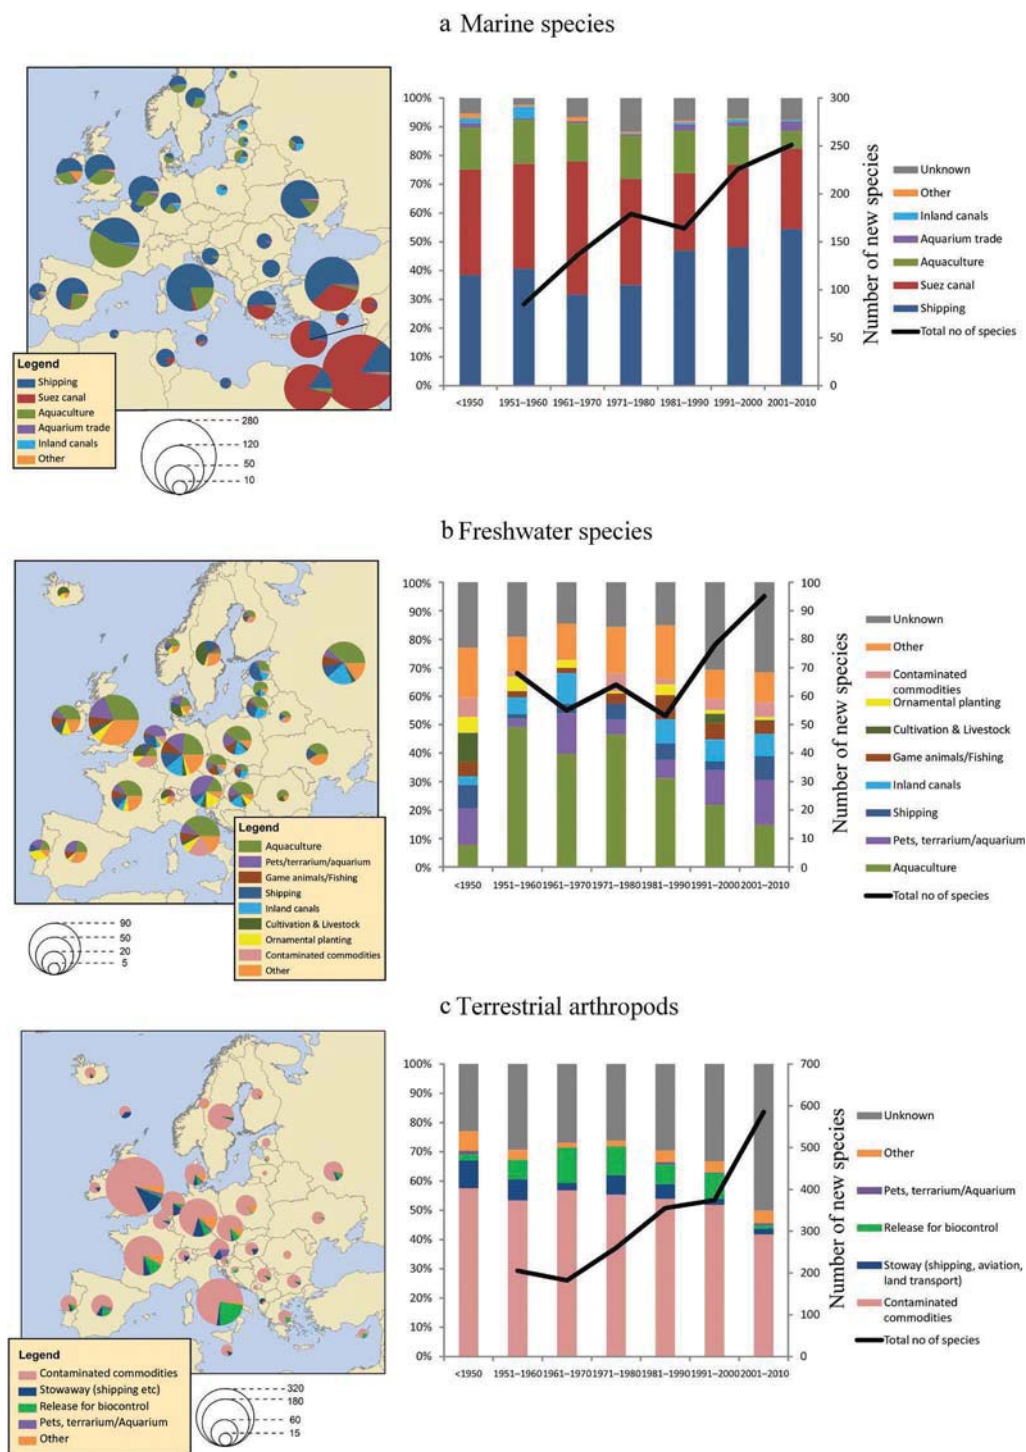 a Marine species
Legend
Shipping
Suez canal
Aquaculture
Aquarium trade
Inland canals
Other
280
120
50
10
100%
90%
80%
70%
60%
50%
40%
30%
20%
10%
0%
300
250
200
150
100
50
0
<1950
1951–1960
1961–1970
1971–1980
1981–1990
1991–2000
2001–2010
Number of new species
Unknown
Other
Inland canals
Aquarium trade
Aquaculture
Suez canal
Shipping
Total no of species
b Freshwater species
Legend
Aquaculture
Pets/terrarium/aquarium
Game animals/Fishing
Shipping
Inland canals
Cultivation & Livestock
Ornamental planting
Contaminated commodities
Other
90
50
20
5
100%
90%
80%
70%
60%
50%
40%
30%
20%
10%
0%
100
90
80
70
60
50
40
30
20
10
0
<1950
1951–1960
1961–1970
1971–1980
1981–1990
1991–2000
2001–2010
Number of new species
Unknown
Other
Contaminated
commodities
Ornamental planting
Cultivation & Livestock
Game animals/Fishing
Inland canals
Shipping
Pets, terrarium/aquarium
Aquaculture
Total no of species
c Terrestrial arthropods
Legend
Contaminated commodities
Stowaway (shipping etc)
Release for biocontrol
Pets, terrarium/Aquarium
Other
320
180
60
15
100%
90%
80%
70%
60%
50%
40%
30%
20%
10%
0%
700
600
500
400
300
200
100
0
<1950
1951–1960
1961–1970
1971–1980
1981–1990
1991–2000
2001–2010
Number of new species
Unknown
Other
Pets, terrarium/Aquarium
Release for biocontrol
Stoway (shipping, aviation,
land transport)
Contaminated
commodities
Total no of species